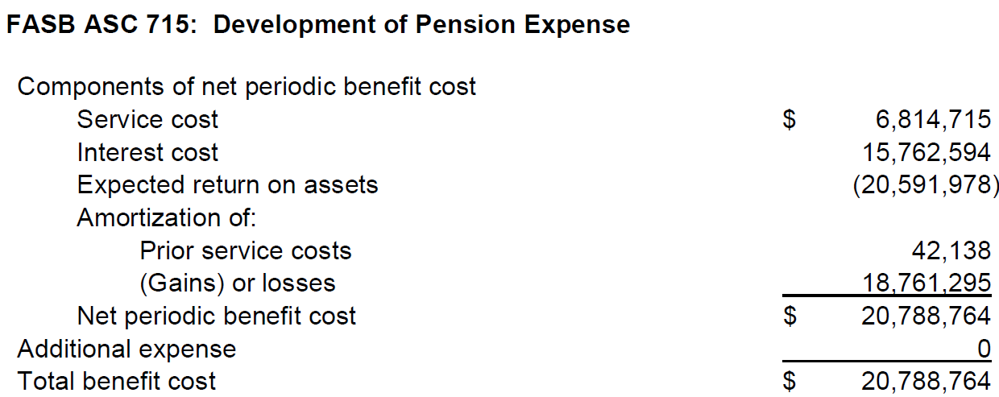 FASB ASC 715:  Development of Pension Expense
Components of net periodic benefit cost
Service cost $ 6,814,715
Interest cost 15,762,594
Expected return on assets (20,591,978)
Amortization of:
Prior service costs 42,138
(Gains) or losses 18,761,295
Net periodic benefit cost $ 20,788,764
Additional expense 0
Total benefit cost $ 20,788,764